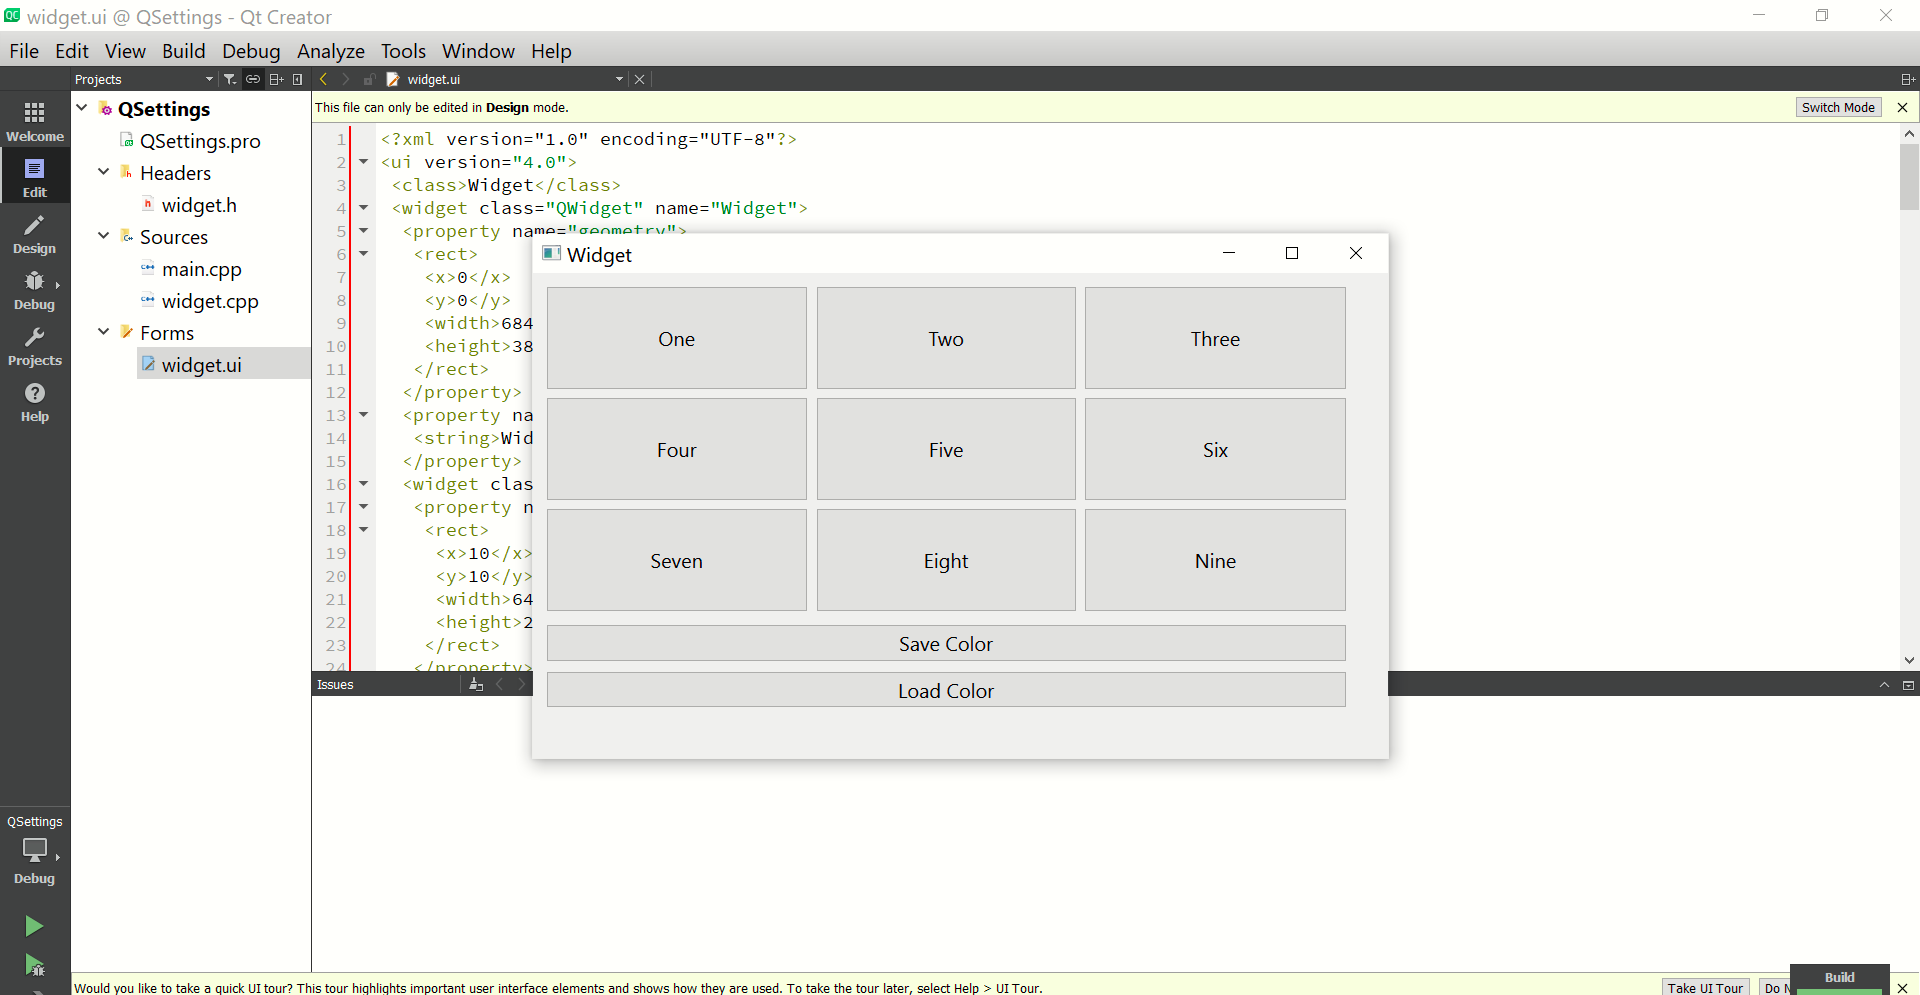 QC widget.ui @ QSettings - Qt Creator
File Edit View Build Debug Analyze Tools Window Help
Projects
widget.ui
Welcome
Edit
Design
Debug
Projects
Help
QSettings
QSettings.pro
Headers
widget.h
Sources
main.cpp
widget.cpp
Forms
widget.ui
This file can only be edited in Design mode.
Switch Mode
1 <?xml version="1.0" encoding="UTF-8"?>
2 <ui version="4.0">
3 <class>Widget</class>
4 <widget class="QWidget" name="Widget">
5 <property name="geometry">
6 <rect>
7 <x>0</x>
8 <y>0</y>
9 <width>684
10 <height>38
11 </rect>
12 </property>
13 <property na
14 <string>Wid
15 </property>
16 <widget clas
17 <property n
18 <rect>
19 <x>10</x>
20 <y>10</y>
21 <width>64
22 <height>2
23 </rect>
24 </property>
Widget
One Two Three
Four Five Six
Seven Eight Nine
Save Color
Load Color
Issues
QSettings
Debug
Would you like to take a quick UI tour? This tour highlights important user interface elements and shows how they are used. To take the tour later, select Help > UI Tour.
Take UI Tour
Do N
Build